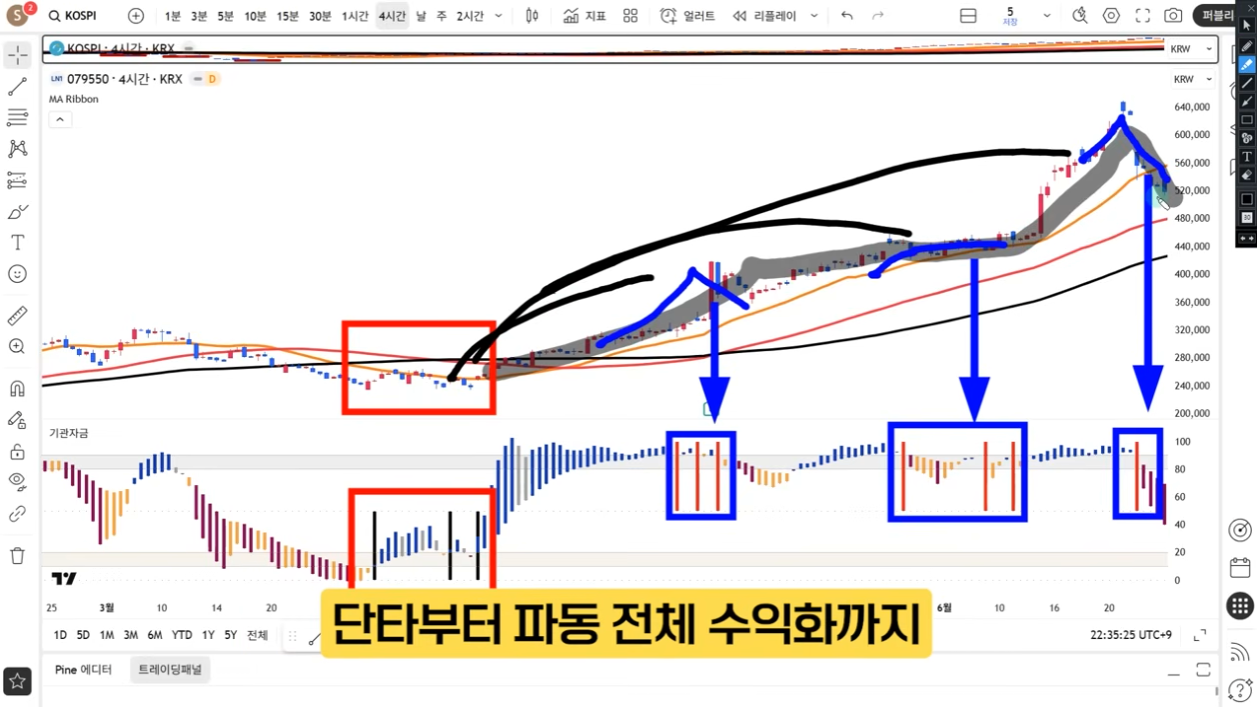 S 2 KOSPI 1분 3분 5분 10분 15분 30분 1시간 4시간 날 주 2시간 지표 얼러트 리플레이 5 저장 퍼블리
KOSPI · 4시간 · KRX KRW
LN1 079550 · 4시간 · KRX D KRW
MA Ribbon
640,000
600,000
560,000
520,000
480,000
440,000
400,000
360,000
320,000
280,000
240,000
200,000
기관자금
100
80
60
40
20
0
25 3월 10 14 20 6월 10 16 20
단타부터 파동 전체 수익화까지
1D 5D 1M 3M 6M YTD 1Y 5Y 전체 22:35:25 UTC+9
Pine 에디터 트레이딩패널